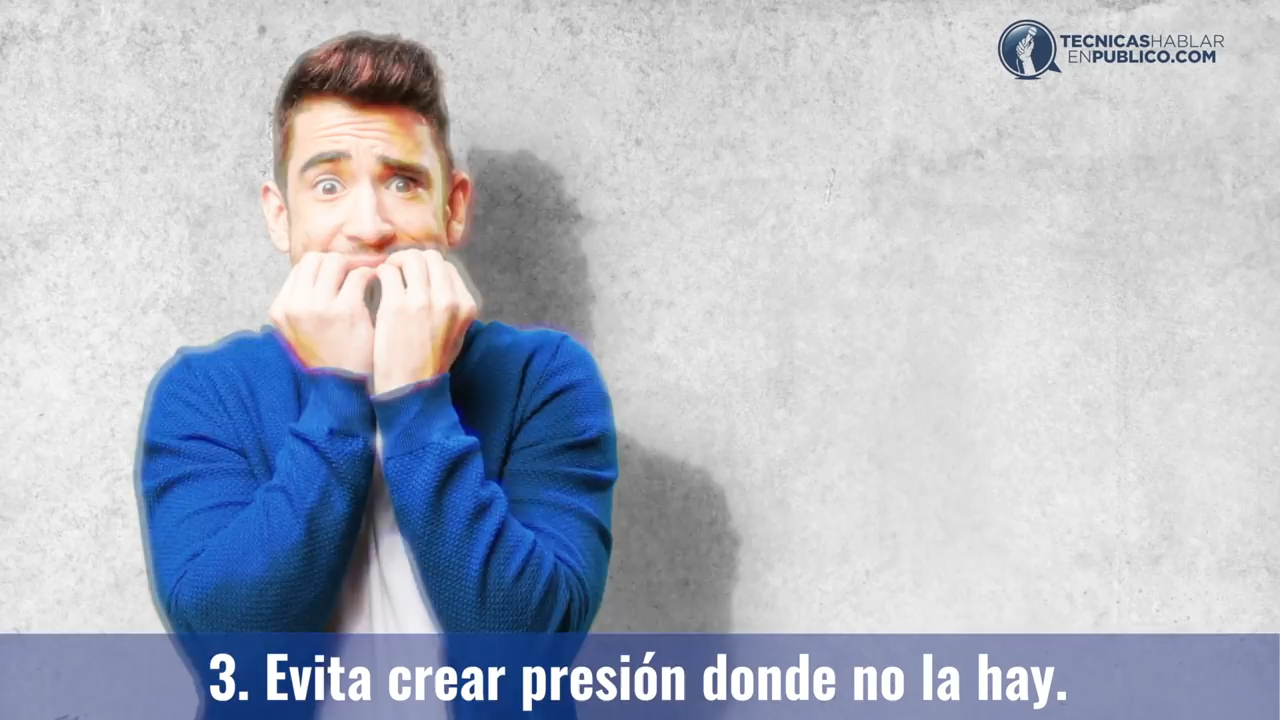 TECNICASHABLAR
ENPUBLICO.COM
3. Evita crear presión donde no la hay.